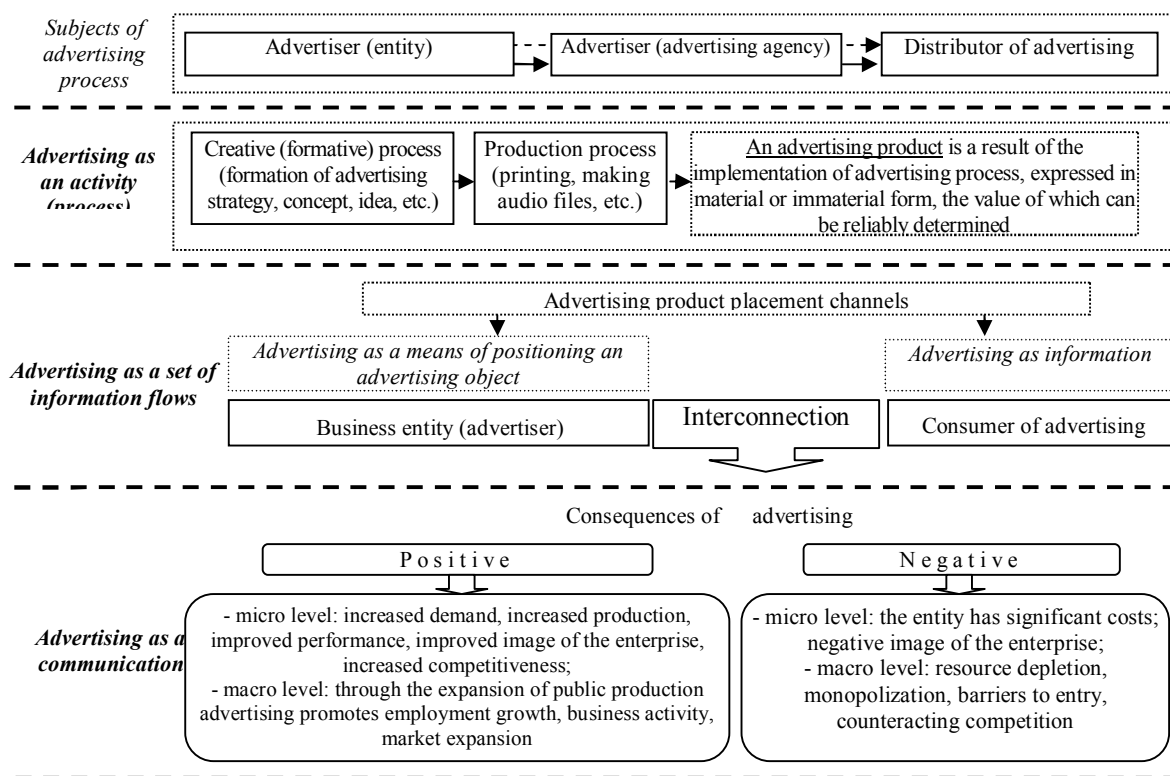 Subjects of
advertising
process
Advertiser (entity)
Advertiser (advertising agency)
Distributor of advertising
Advertising as
an activity
(process)
Creative (formative) process
(formation of advertising
strategy, concept, idea, etc.)
Production process
(printing, making
audio files, etc.)
An advertising product is a result of the
implementation of advertising process, expressed in
material or immaterial form, the value of which can
be reliably determined
Advertising product placement channels
Advertising as a set of
information flows
Advertising as a means of positioning an
advertising object
Advertising as information
Business entity (advertiser)
Interconnection
Consumer of advertising
Consequences of advertising
Positive
Negative
Advertising as a
communication
- micro level: increased demand, increased production,
improved performance, improved image of the enterprise,
increased competitiveness;
- macro level: through the expansion of public production
advertising promotes employment growth, business activity,
market expansion
- micro level: the entity has significant costs;
negative image of the enterprise;
- macro level: resource depletion,
monopolization, barriers to entry,
counteracting competition